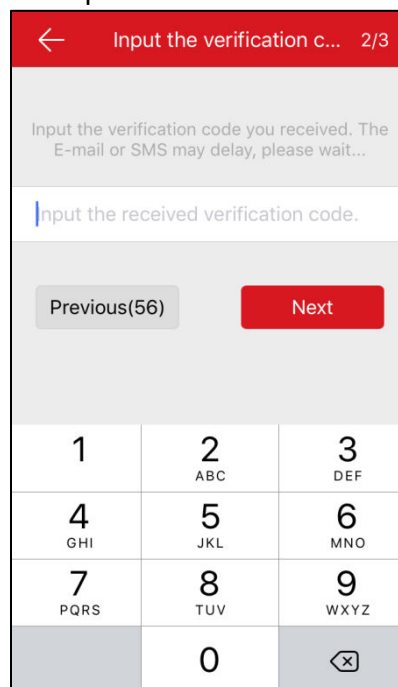 Input the verification c... 2/3
Input the verification code you received. The
E-mail or SMS may delay, please wait...
Input the received verification code.
Previous(56) Next
1 2 3
ABC DEF
4 5 6
GHI JKL MNO
7 8 9
PQRS TUV WXYZ
0